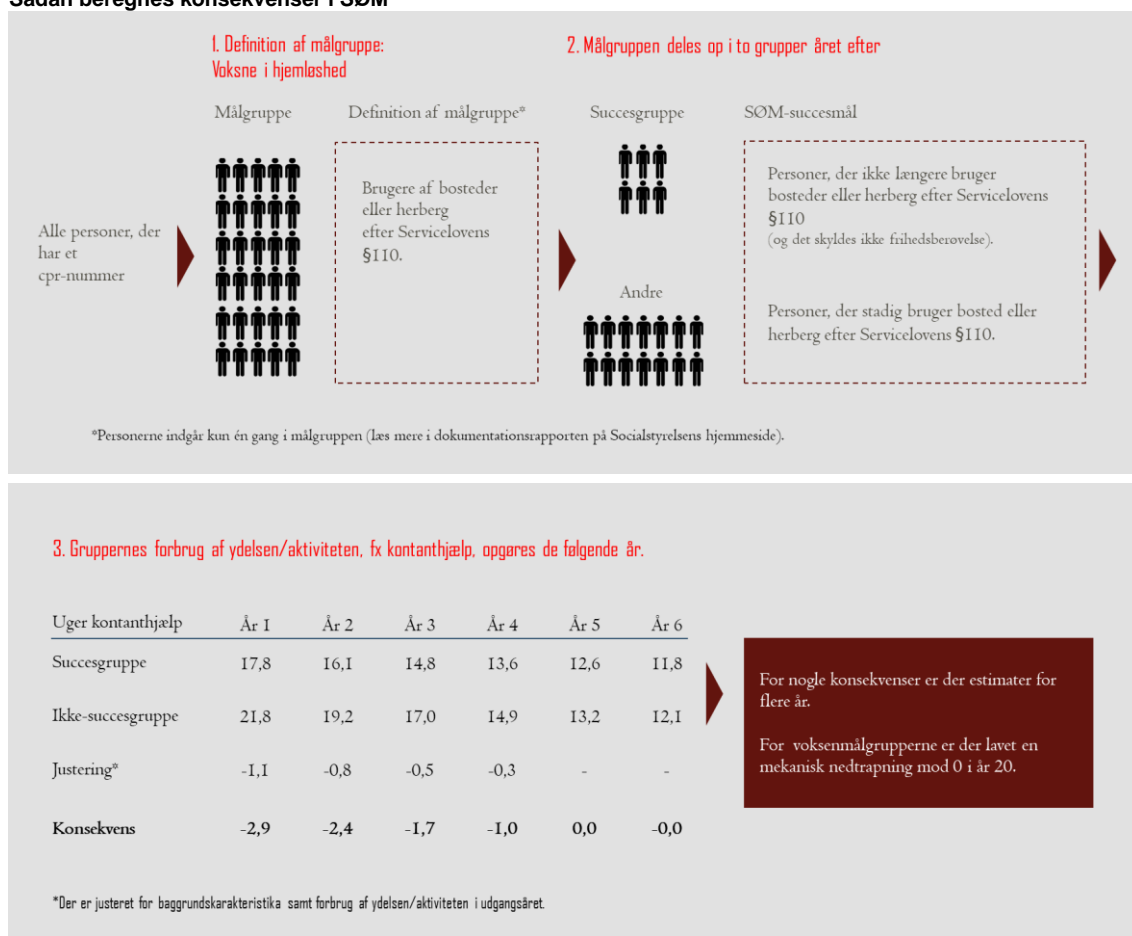 Sådan beregnes konsekvenser i SØM
1. Definition af målgruppe:
Voksne i hjemløshed
2. Målgruppen deles op i to grupper året efter
Målgruppe
Definition af målgruppe*
Succesgruppe
SØM-succesmål
Alle personer, der
har et
cpr-nummer
Brugere af bosteder
eller herberg
efter Servicelovens
§110.
Personer, der ikke længere bruger
bosteder eller herberg efter Servicelovens
§110
(og det skyldes ikke frihedsberøvelse).
Andre
Personer, der stadig bruger bosted eller
herberg efter Servicelovens §110.
*Personerne indgår kun én gang i målgruppen (læs mere i dokumentationsrapporten på Socialstyrelsens hjemmeside).
3. Gruppernes forbrug af ydelsen/aktiviteten, fx kontanthjælp, opgøres de følgende år.
Uger kontanthjælp År 1 År 2 År 3 År 4 År 5 År 6
Succesgruppe 17,8 16,1 14,8 13,6 12,6 11,8
Ikke-succesgruppe 21,8 19,2 17,0 14,9 13,2 12,1
Justering* -1,1 -0,8 -0,5 -0,3 - -
Konsekvens -2,9 -2,4 -1,7 -1,0 0,0 -0,0
For nogle konsekvenser er der estimater for
flere år.
For voksenmålgrupperne er der lavet en
mekanisk nedtrapning mod 0 i år 20.
*Der er justeret for baggrundskarakteristika samt forbrug af ydelsen/aktiviteten i udgangsåret.